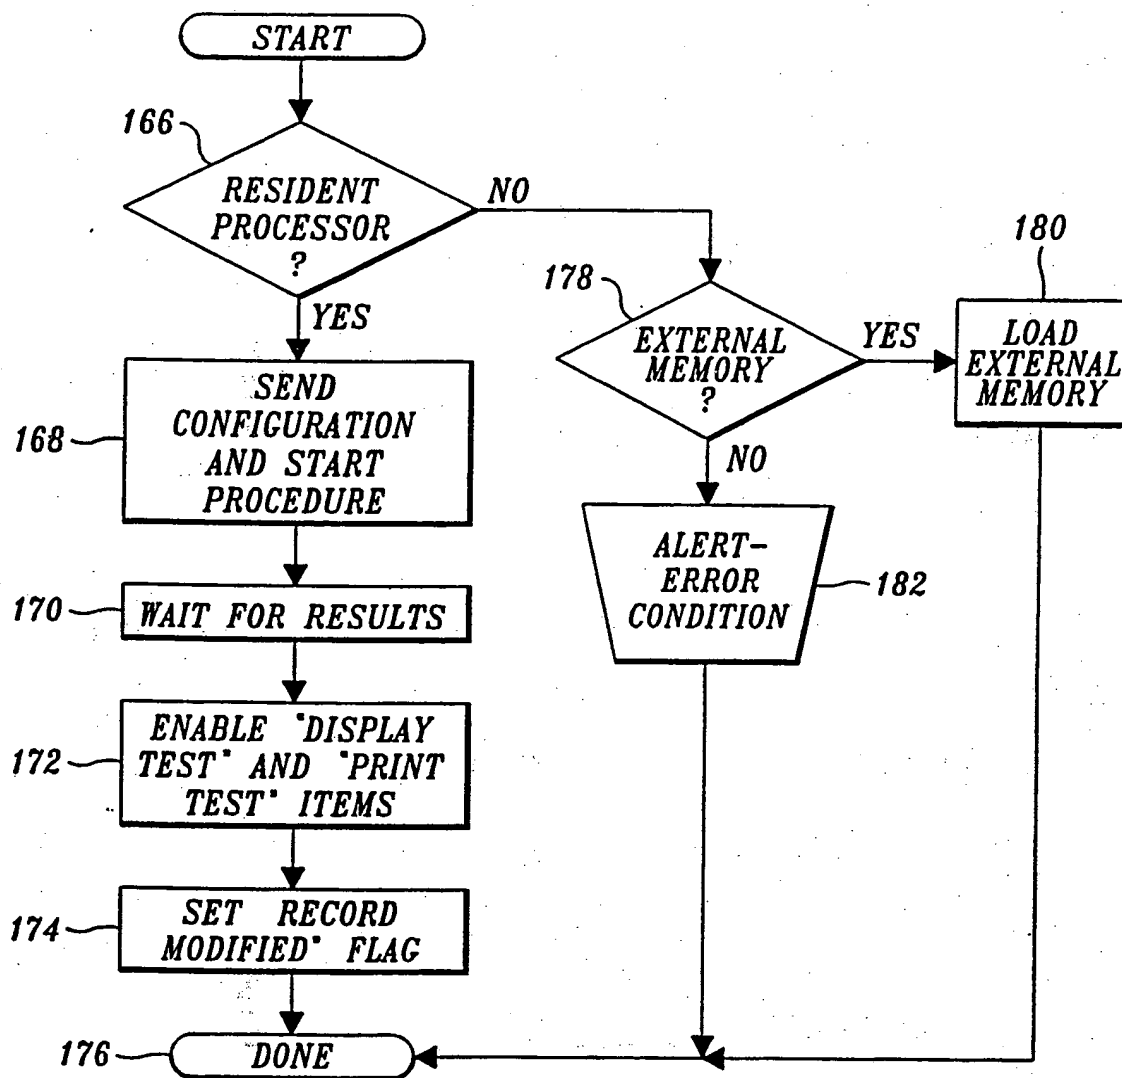 START
166
RESIDENT
PROCESSOR
?
NO
YES
168
SEND
CONFIGURATION
AND START
PROCEDURE
170
WAIT FOR RESULTS
172
ENABLE "DISPLAY
TEST" AND "PRINT
TEST" ITEMS
174
SET RECORD
MODIFIED" FLAG
176
DONE
178
EXTERNAL
MEMORY
?
YES
NO
180
LOAD
EXTERNAL
MEMORY
ALERT-
ERROR
CONDITION
182